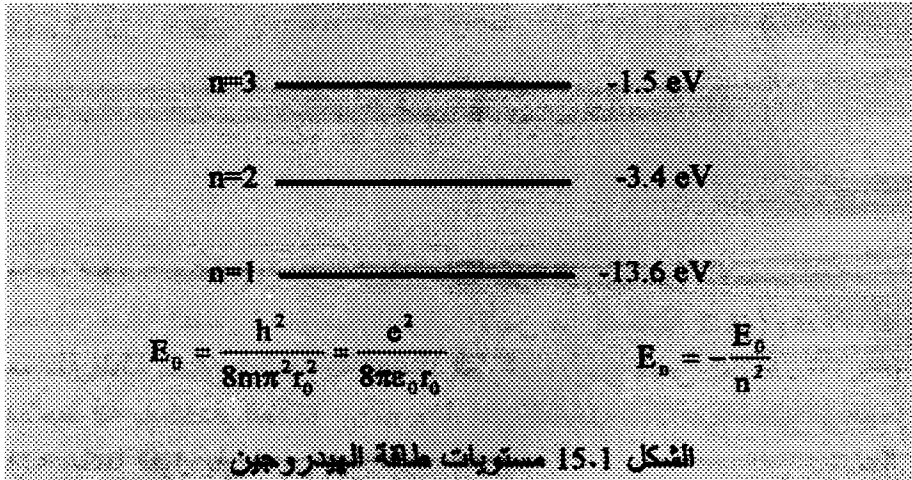 n=3 -1.5 eV
n=2 -3.4 eV
n=1 -13.6 eV
E₀ = h²/8mπ²r₀² = e²/8πε₀r₀ Eₙ = -E₀/n²
الشكل 15.1 مستويات طاقة الهيدروجين